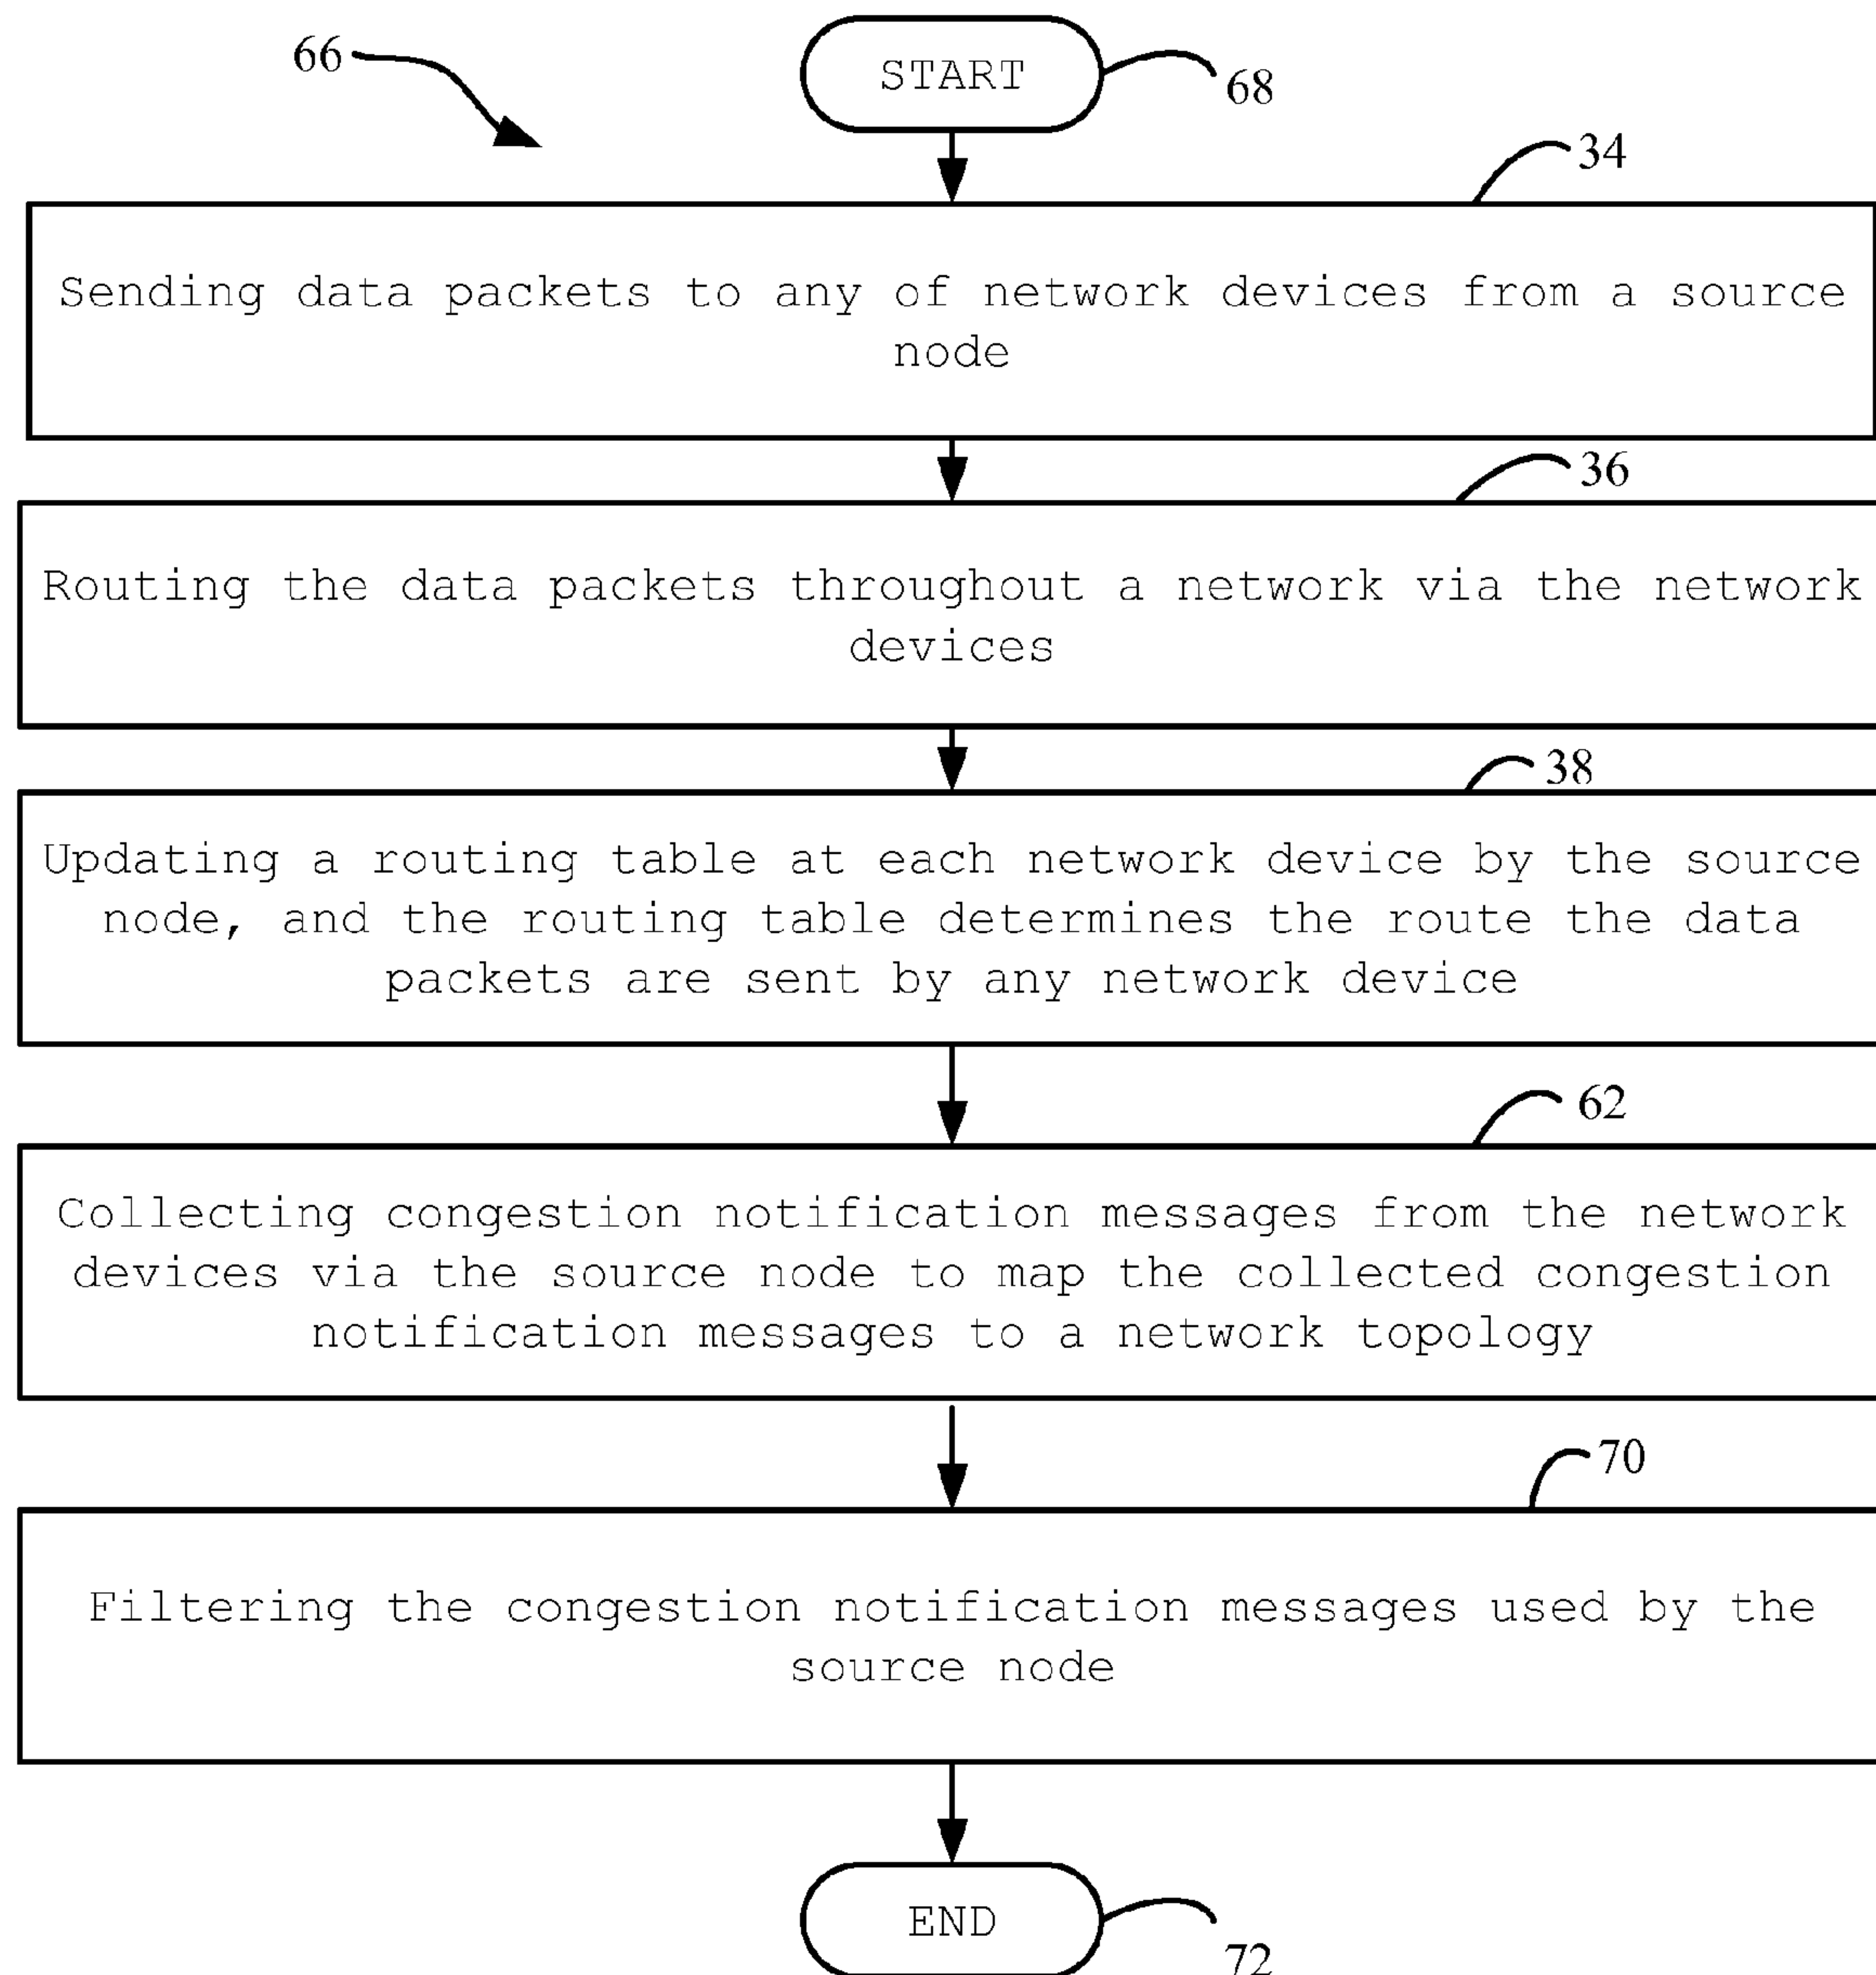 66
START
68
34
Sending data packets to any of network devices from a source
node
36
Routing the data packets throughout a network via the network
devices
38
Updating a routing table at each network device by the source
node, and the routing table determines the route the data
packets are sent by any network device
62
Collecting congestion notification messages from the network
devices via the source node to map the collected congestion
notification messages to a network topology
70
Filtering the congestion notification messages used by the
source node
END
72